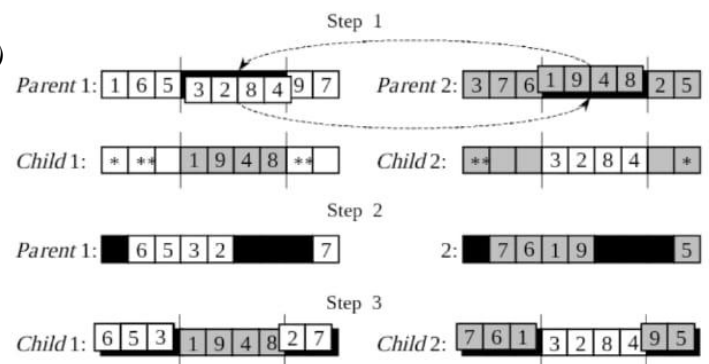 )
Step 1
Parent 1: 1 6 5 3 2 8 4 9 7 Parent 2: 3 7 6 1 9 4 8 2 5
Child 1: * ** 1 9 4 8 ** Child 2: ** 3 2 8 4 *
Step 2
Parent 1: 6 5 3 2 7 2: 7 6 1 9 5
Step 3
Child 1: 6 5 3 1 9 4 8 2 7 Child 2: 7 6 1 3 2 8 4 9 5